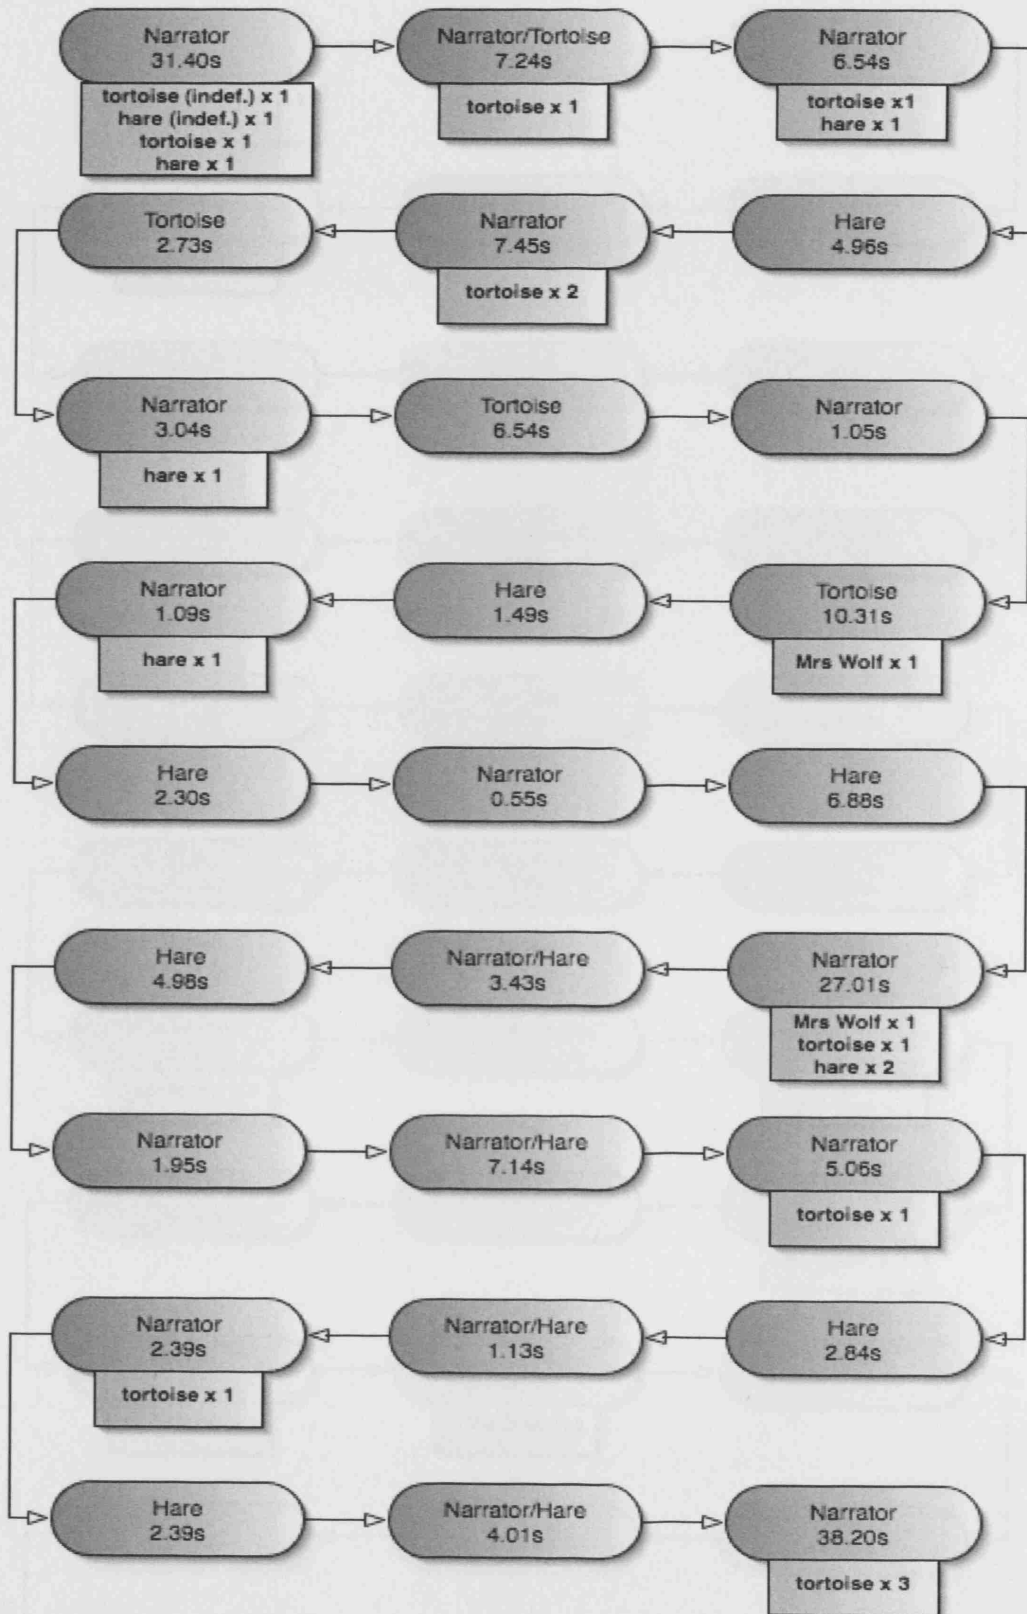 Narrator
31.40s
tortoise (indef.) x 1
hare (indef.) x 1
tortoise x 1
hare x 1
Narrator/Tortoise
7.24s
tortoise x 1
Narrator
6.54s
tortoise x1
hare x 1
Hare
4.96s
Narrator
7.45s
tortoise x 2
Tortoise
2.73s
Narrator
3.04s
hare x 1
Tortoise
6.54s
Narrator
1.05s
Tortoise
10.31s
Mrs Wolf x 1
Hare
1.49s
Narrator
1.09s
hare x 1
Hare
2.30s
Narrator
0.55s
Hare
6.88s
Narrator
27.01s
Mrs Wolf x 1
tortoise x 1
hare x 2
Narrator/Hare
3.43s
Hare
4.98s
Narrator
1.95s
Narrator/Hare
7.14s
Narrator
5.06s
tortoise x 1
Hare
2.84s
Narrator/Hare
1.13s
Narrator
2.39s
tortoise x 1
Hare
2.39s
Narrator/Hare
4.01s
Narrator
38.20s
tortoise x 3